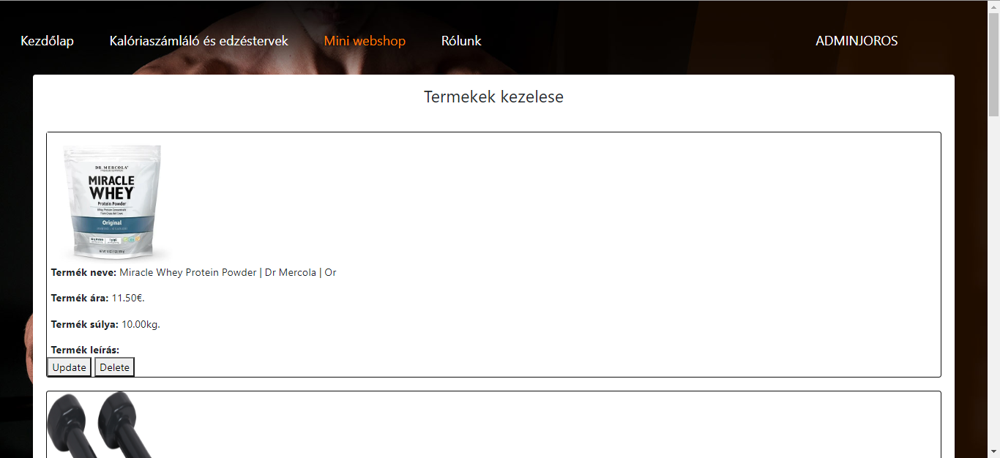 Kezdőlap Kalóriaszámláló és edzéstervek Mini webshop Rólunk ADMINJOROS
Termekek kezelese
DR. MERCOLA
MIRACLE
WHEY
Protein Powder
Original
Termék neve: Miracle Whey Protein Powder | Dr Mercola | Or
Termék ára: 11.50€.
Termék súlya: 10.00kg.
Termék leírás:
Update Delete